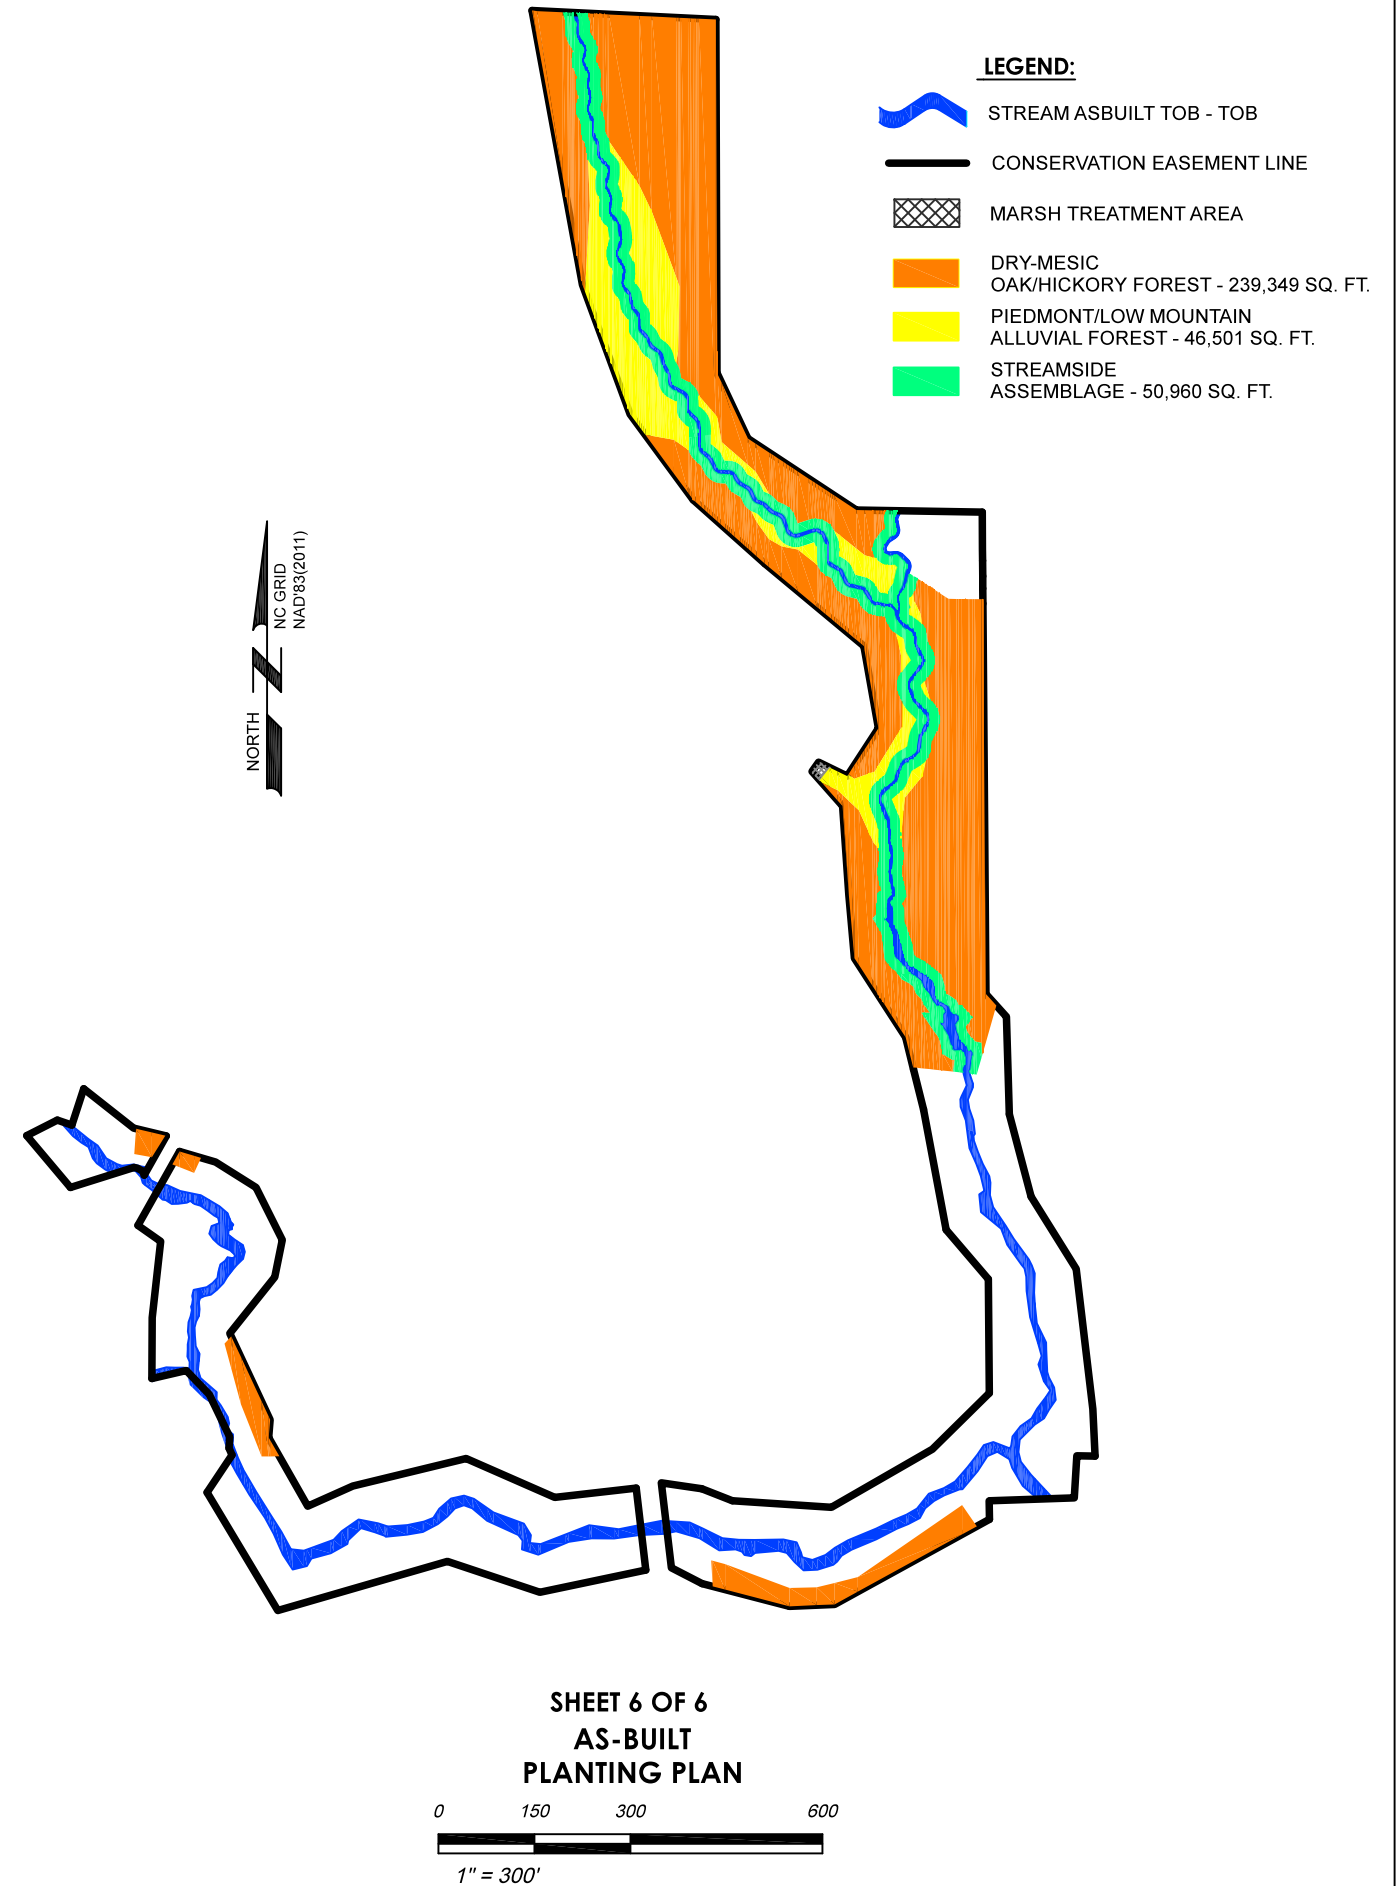 LEGEND:
STREAM ASBUILT TOB - TOB
CONSERVATION EASEMENT LINE
MARSH TREATMENT AREA
DRY-MESIC
OAK/HICKORY FOREST - 239,349 SQ. FT.
PIEDMONT/LOW MOUNTAIN
ALLUVIAL FOREST - 46,501 SQ. FT.
STREAMSIDE
ASSEMBLAGE - 50,960 SQ. FT.
NORTH
NC GRID
NAD'83(2011)
SHEET 6 OF 6
AS-BUILT
PLANTING PLAN
0 150 300 600
1" = 300'